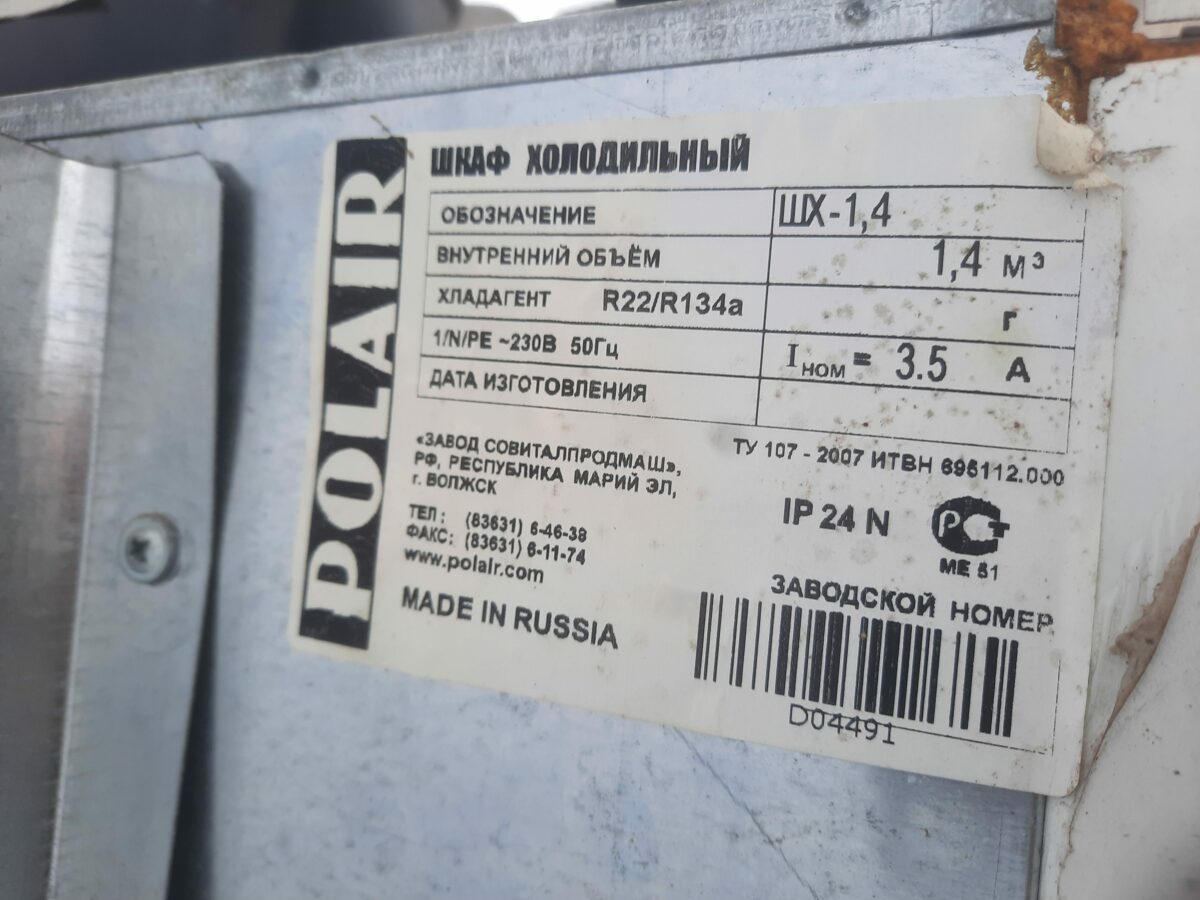 POLAIR
ШКАФ ХОЛОДИЛЬНЫЙ
ОБОЗНАЧЕНИЕ ШХ-1,4
ВНУТРЕННИЙ ОБЪЁМ 1,4 м³
ХЛАДАГЕНТ R22/R134a г
1/N/PE ~230В 50Гц Iном = 3.5 А
ДАТА ИЗГОТОВЛЕНИЯ
«ЗАВОД СОВИТАЛПРОДМАШ»,
РФ, РЕСПУБЛИКА МАРИЙ ЭЛ,
г. ВОЛЖСК
ТЕЛ: (83631) 6-46-38
ФАКС: (83631) 6-11-74
www.polair.com
MADE IN RUSSIA
ТУ 107 - 2007 ИТВН 695112.000
IP 24 N
РСТ
МЕ 61
ЗАВОДСКОЙ НОМЕР
D04491